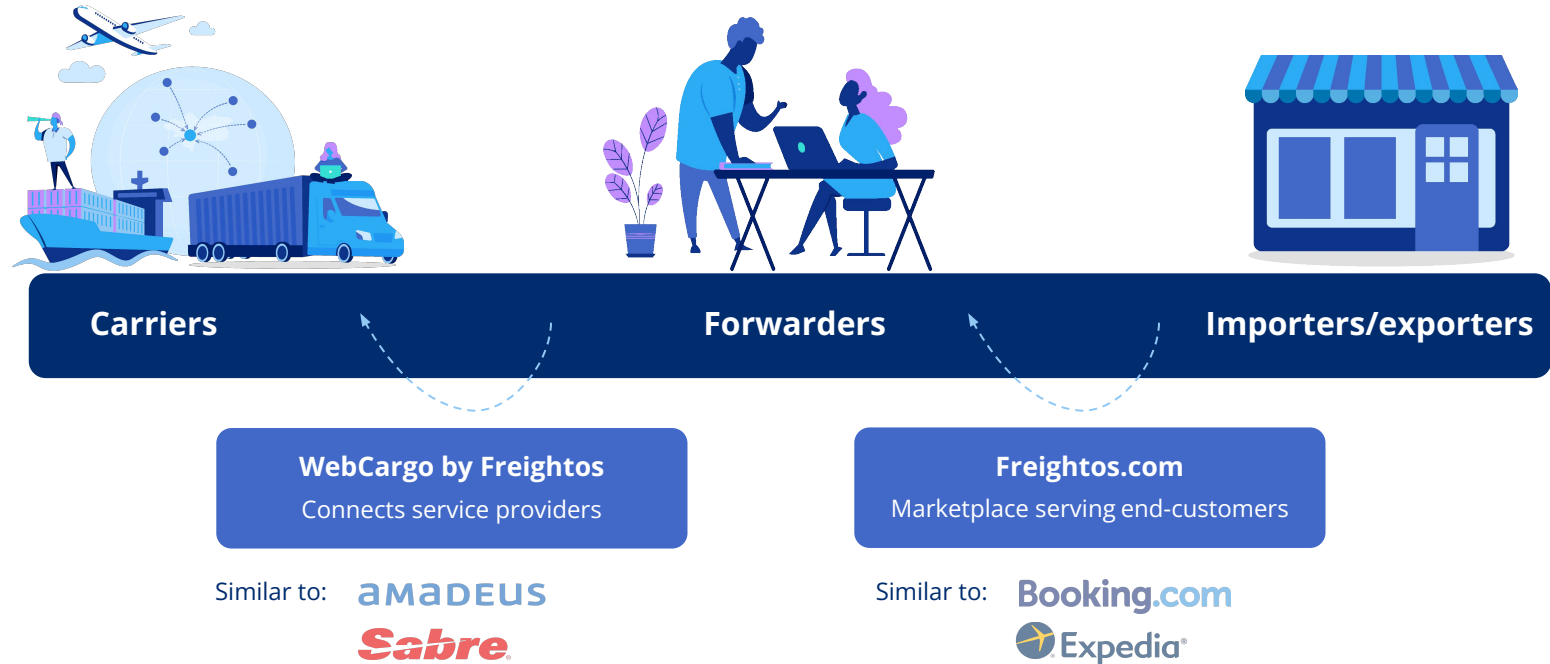 Carriers
Forwarders
Importers/exporters
WebCargo by Freightos
Connects service providers
Freightos.com
Marketplace serving end-customers
Similar to:
aMaDEUS
Sabre
Similar to:
Booking.com
Expedia®